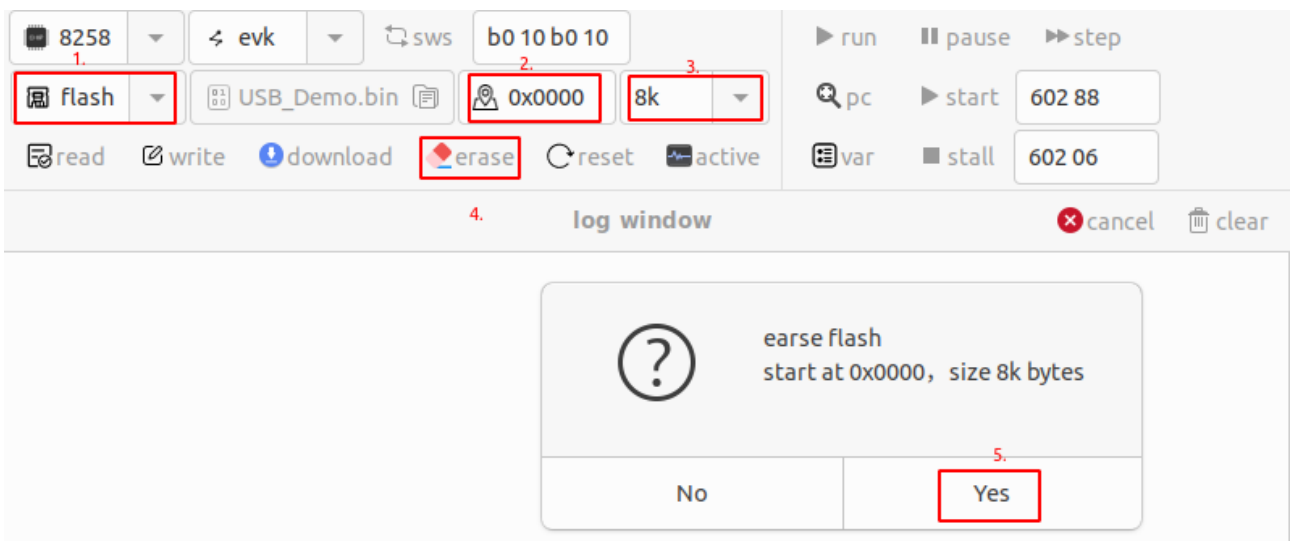 8258 evk sws b0 10 b0 10 run pause step
1. 2. 3.
flash USB_Demo.bin 0x0000 8k pc start 602 88
read write download erase reset active var stall 602 06
4. log window cancel clear
earse flash
start at 0x0000，size 8k bytes
5.
No Yes